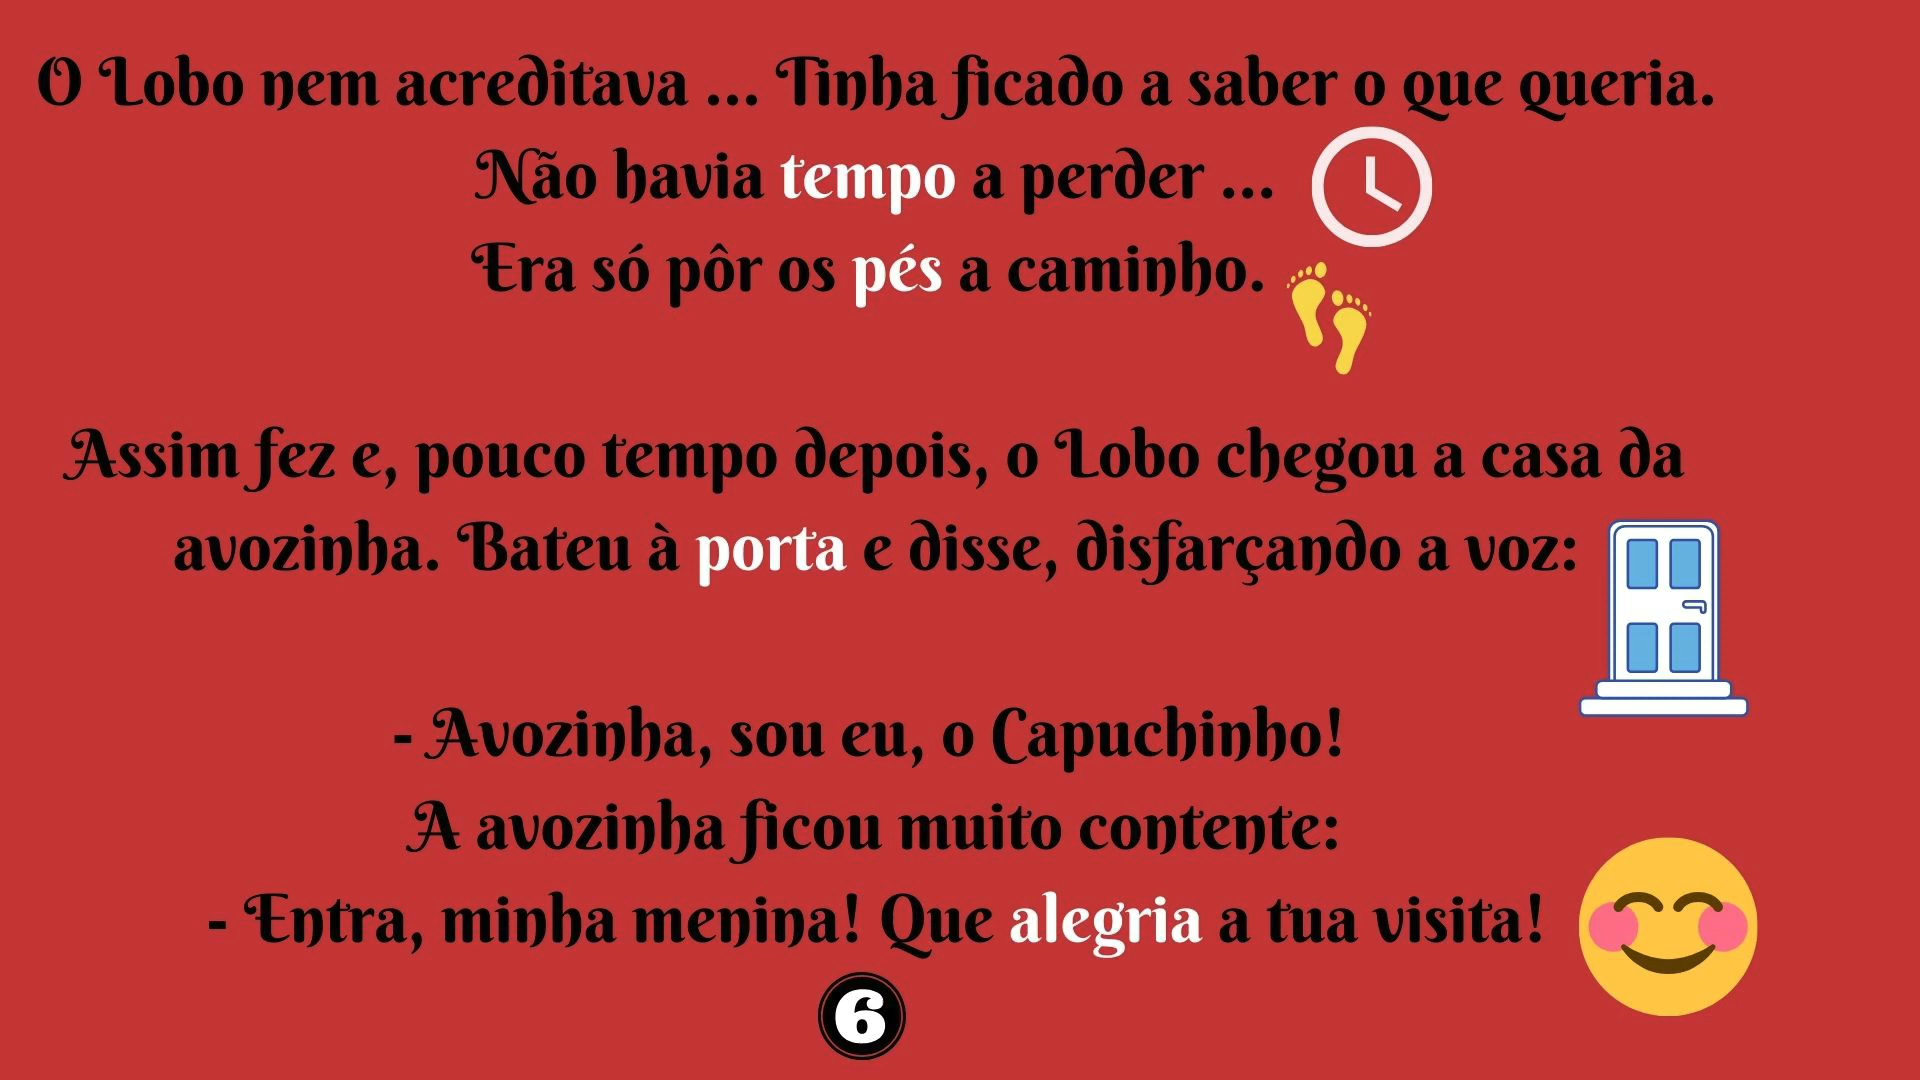 O Lobo nem acreditava ... Tinha ficado a saber o que queria.
Não havia tempo a perder ...
Era só pôr os pés a caminho.
Assim fez e, pouco tempo depois, o Lobo chegou a casa da
avozinha. Bateu à porta e disse, disfarçando a voz:
- Avozinha, sou eu, o Capuchinho!
A avozinha ficou muito contente:
- Entra, minha menina! Que alegria a tua visita!
6